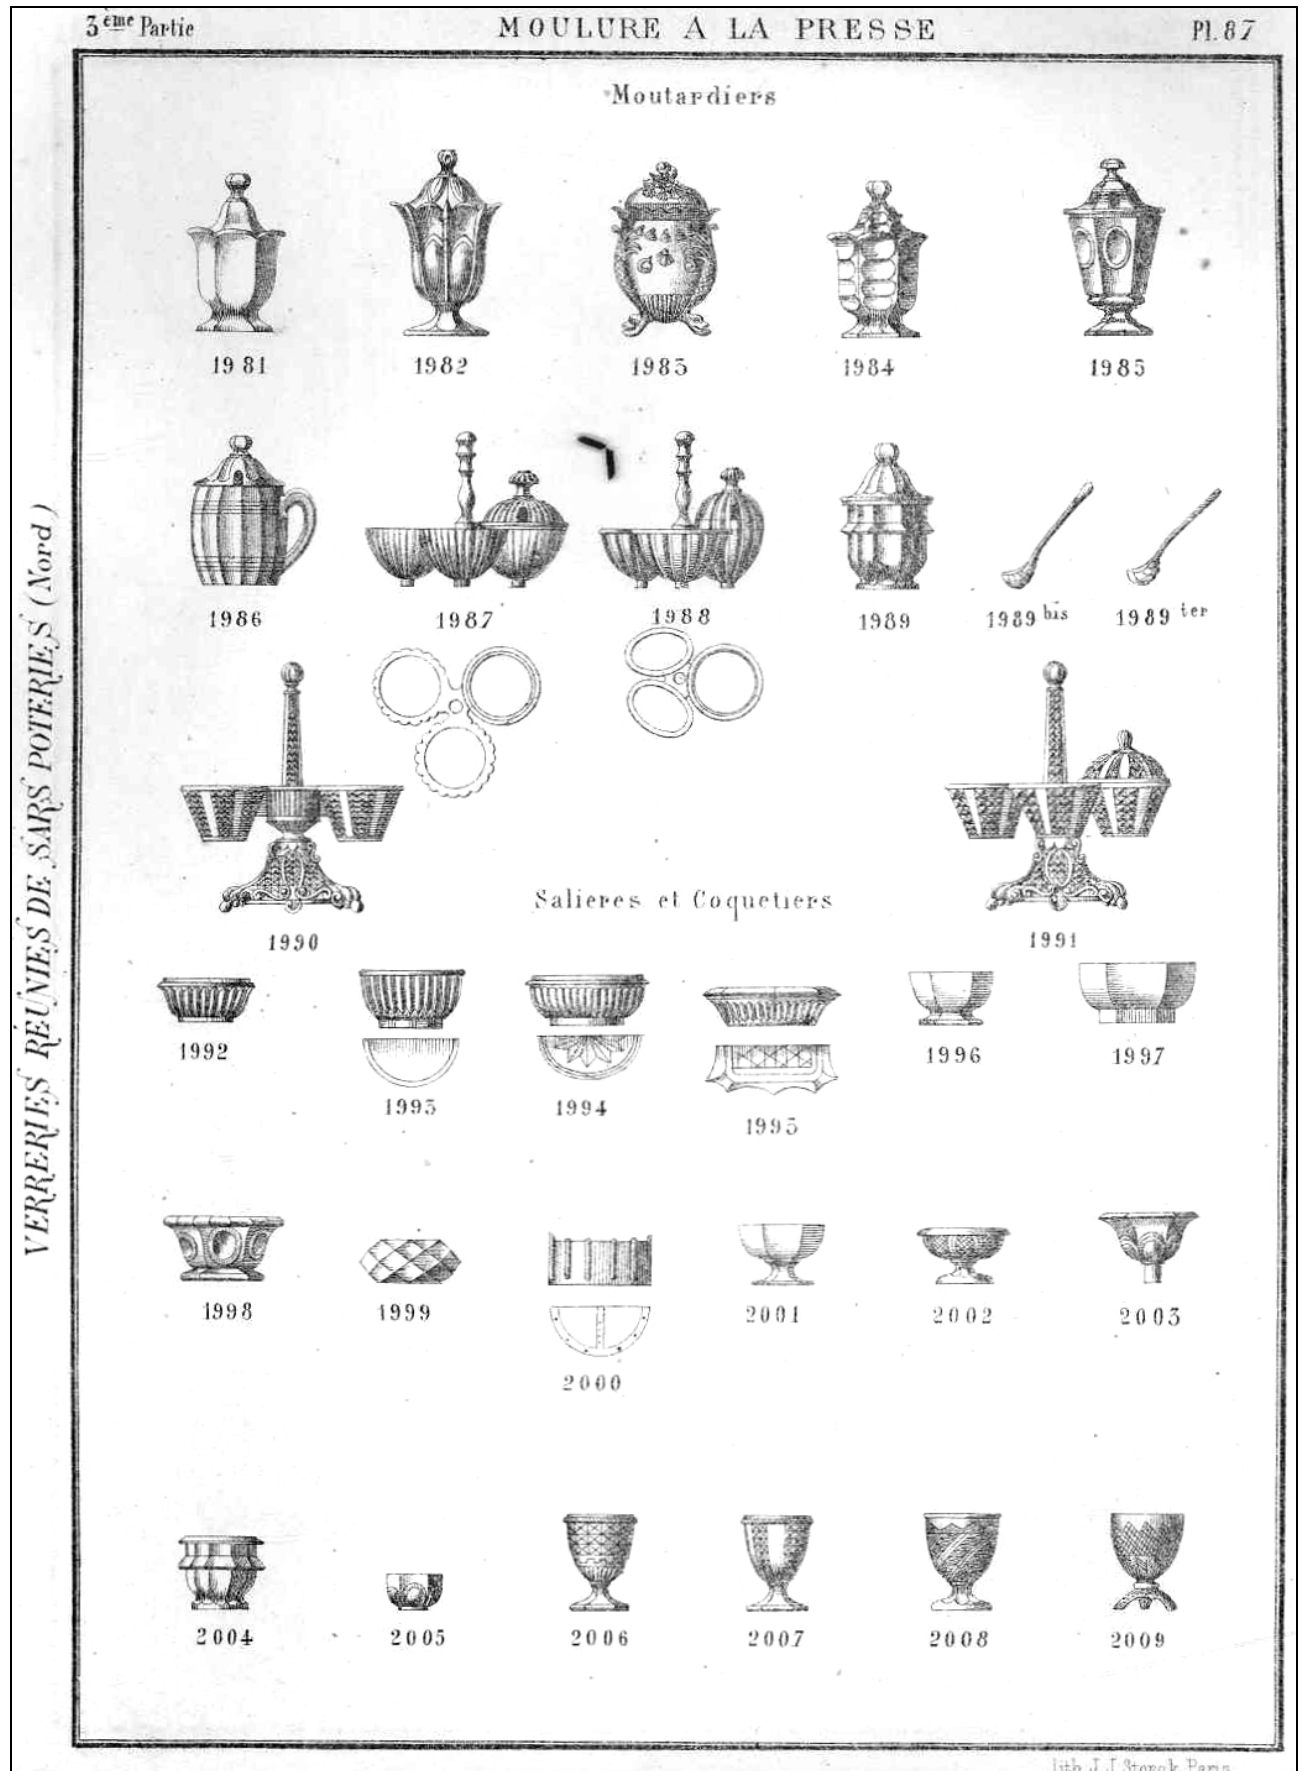 3ème Partie
MOULURE A LA PRESSE
Pl. 87
Moutardiers
1981 1982 1983 1984 1985
1986 1987 1988 1989 1989 bis 1989 ter
1990 1991
Salieres et Coquetiers
1992 1993 1994 1995 1996 1997
1998 1999 2000 2001 2002 2003
2004 2005 2006 2007 2008 2009
VERRERIES RÉUNIES DE SARS POTERIES (Nord)
lith. J. J. Storck Paris